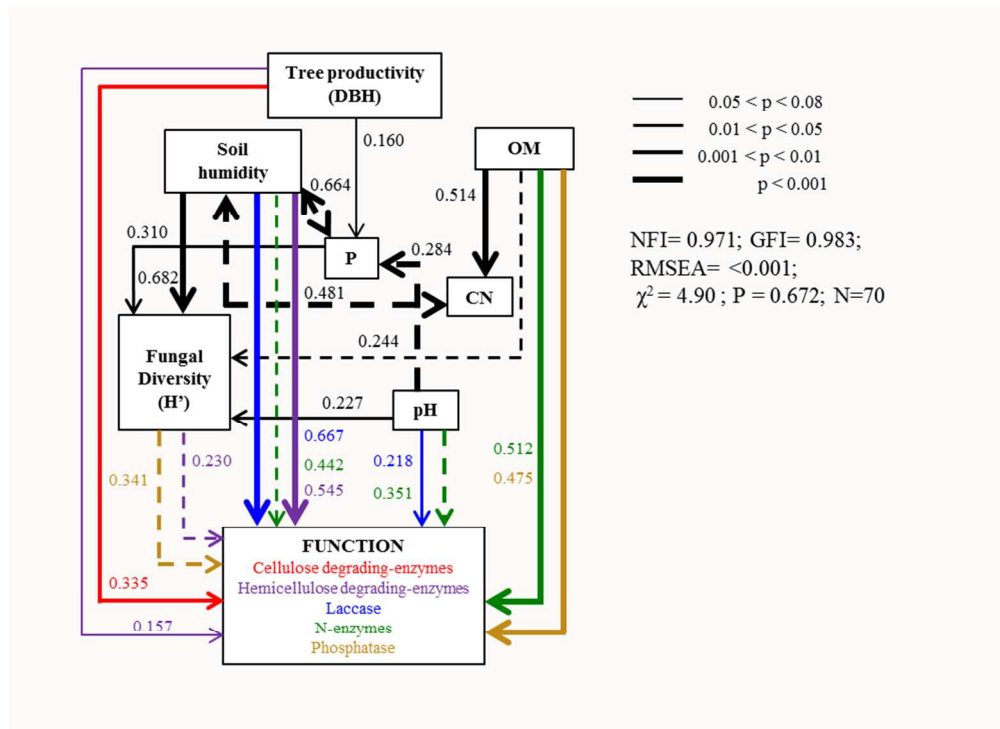 Tree productivity
(DBH)
0.05 < p < 0.08
0.01 < p < 0.05
0.001 < p < 0.01
p < 0.001
0.160
Soil
humidity
OM
0.664
0.514
0.310
P
0.284
NFI= 0.971; GFI= 0.983;
RMSEA= <0.001;
χ² = 4.90 ; P = 0.672; N=70
0.682
0.481
CN
0.244
Fungal
Diversity
(H’)
0.227
pH
0.667
0.442
0.545
0.218
0.351
0.512
0.475
0.341
0.230
FUNCTION
Cellulose degrading-enzymes
Hemicellulose degrading-enzymes
Laccase
N-enzymes
Phosphatase
0.335
0.157